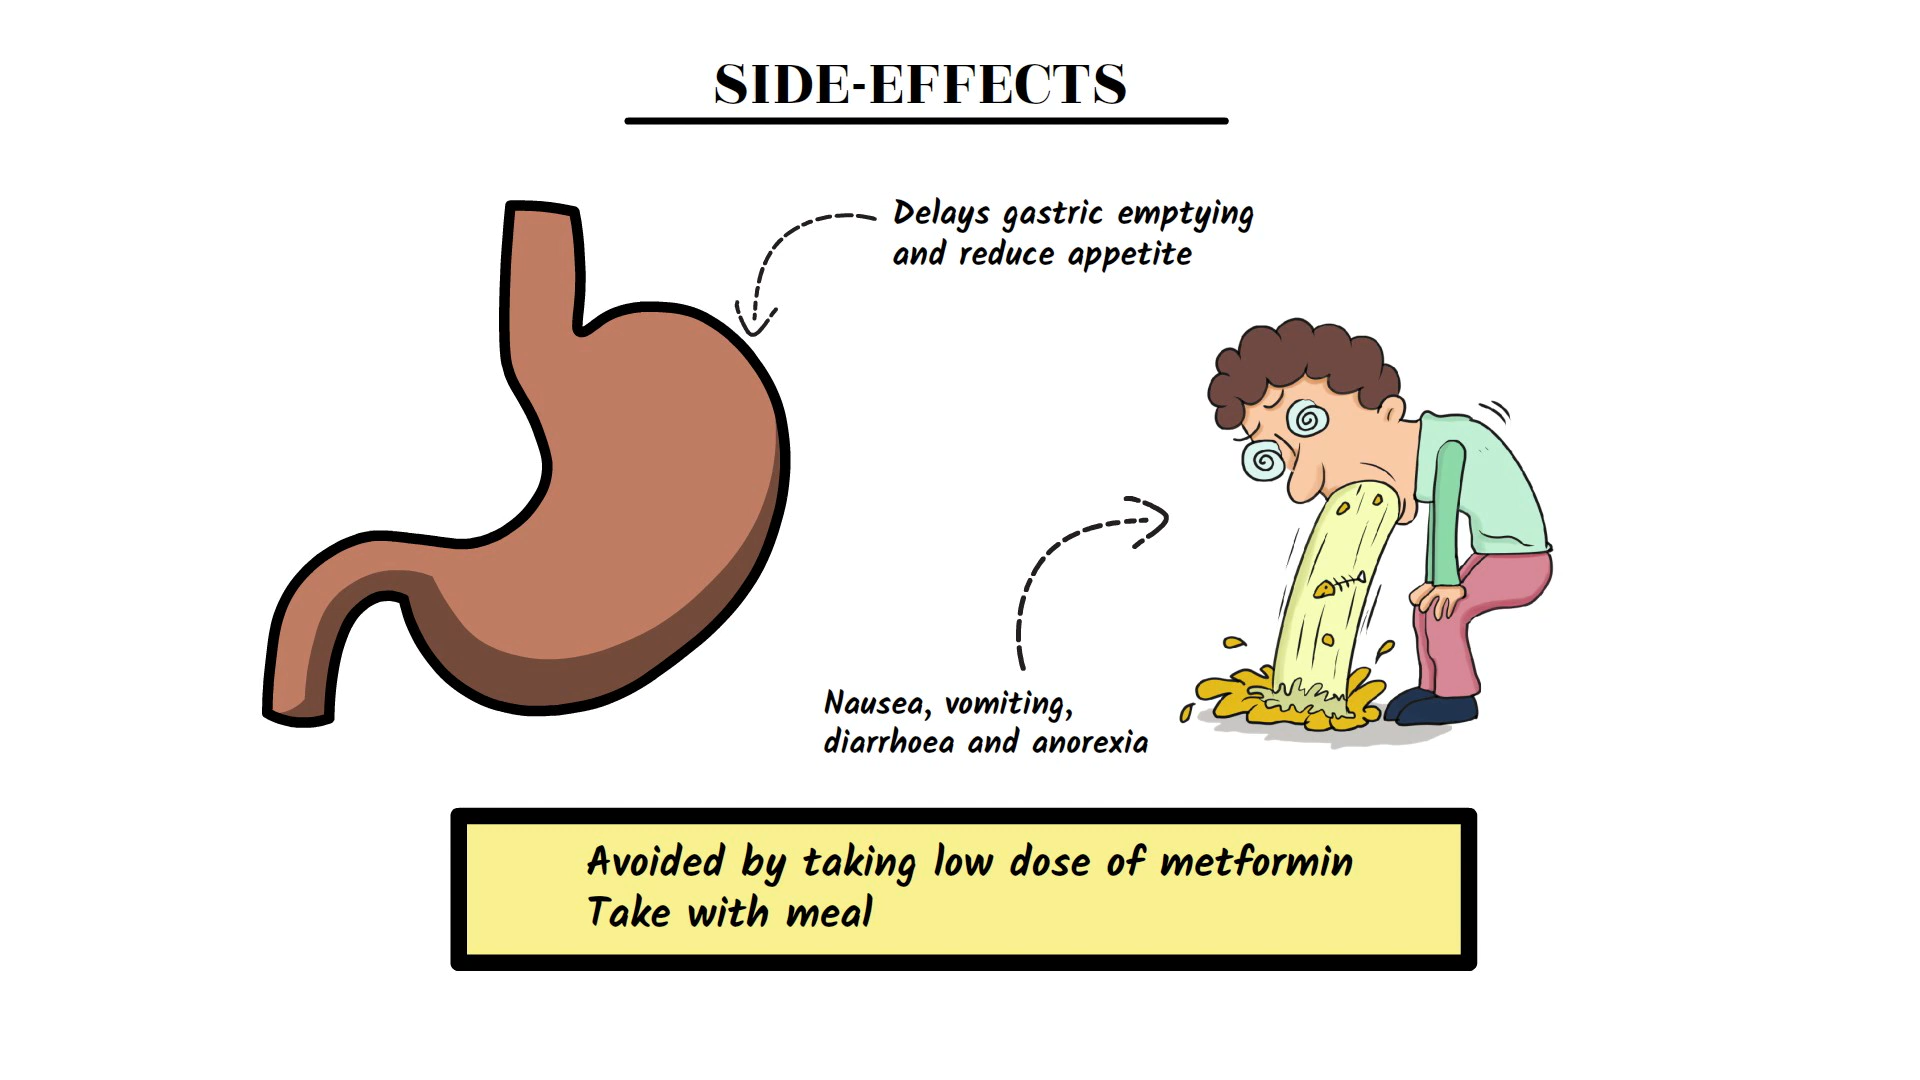 SIDE-EFFECTS
Delays gastric emptying
and reduce appetite
Nausea, vomiting,
diarrhoea and anorexia
Avoided by taking low dose of metformin
Take with meal